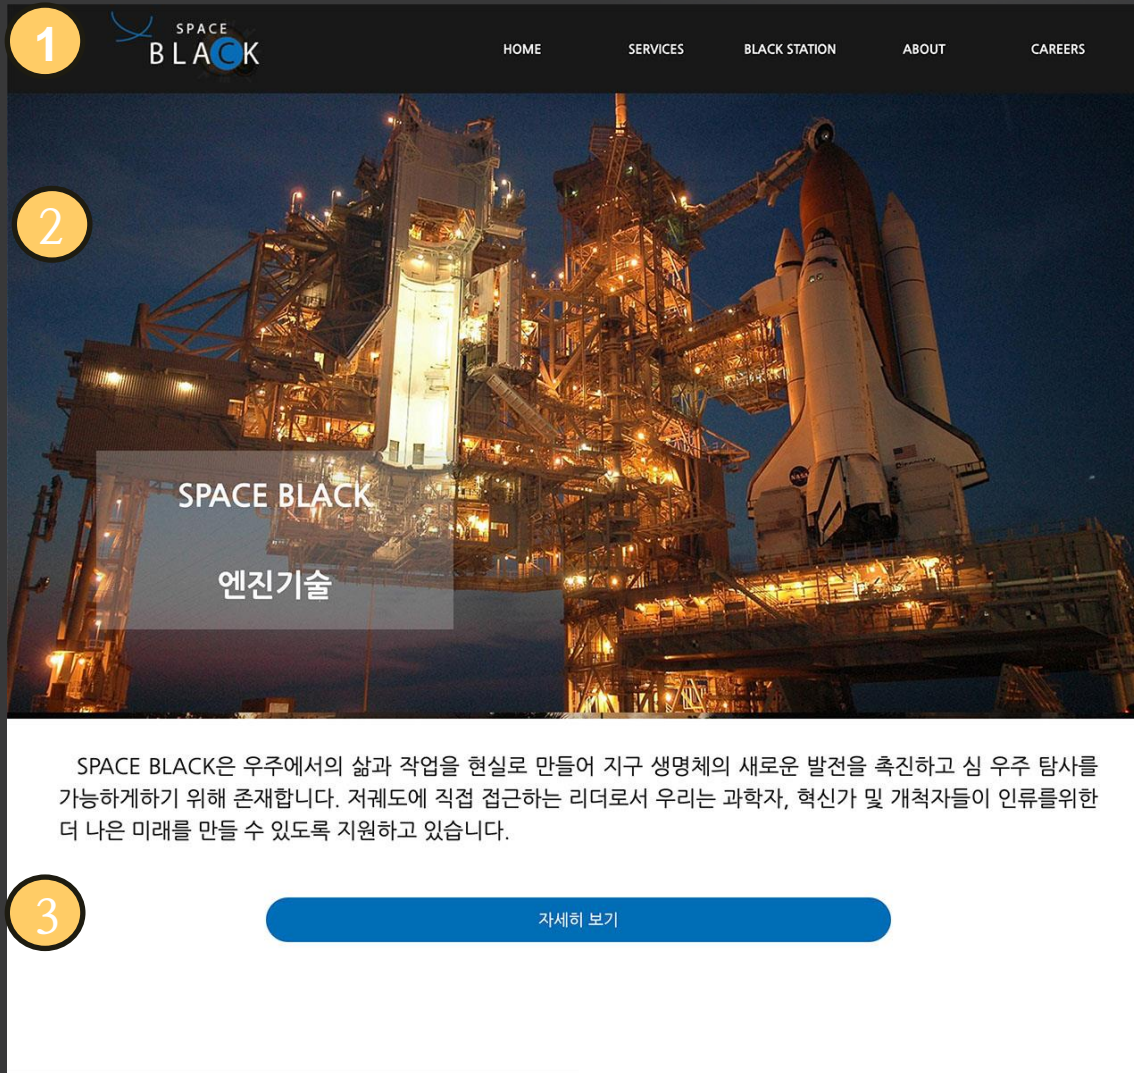 1
SPACE
BLACK
HOME SERVICES BLACK STATION ABOUT CAREERS
2
NASA
Discovery
SPACE BLACK
엔진기술
SPACE BLACK은 우주에서의 삶과 작업을 현실로 만들어 지구 생명체의 새로운 발전을 촉진하고 심 우주 탐사를
가능하게하기 위해 존재합니다. 저궤도에 직접 접근하는 리더로서 우리는 과학자, 혁신가 및 개척자들이 인류를위한
더 나은 미래를 만들 수 있도록 지원하고 있습니다.
3
자세히 보기